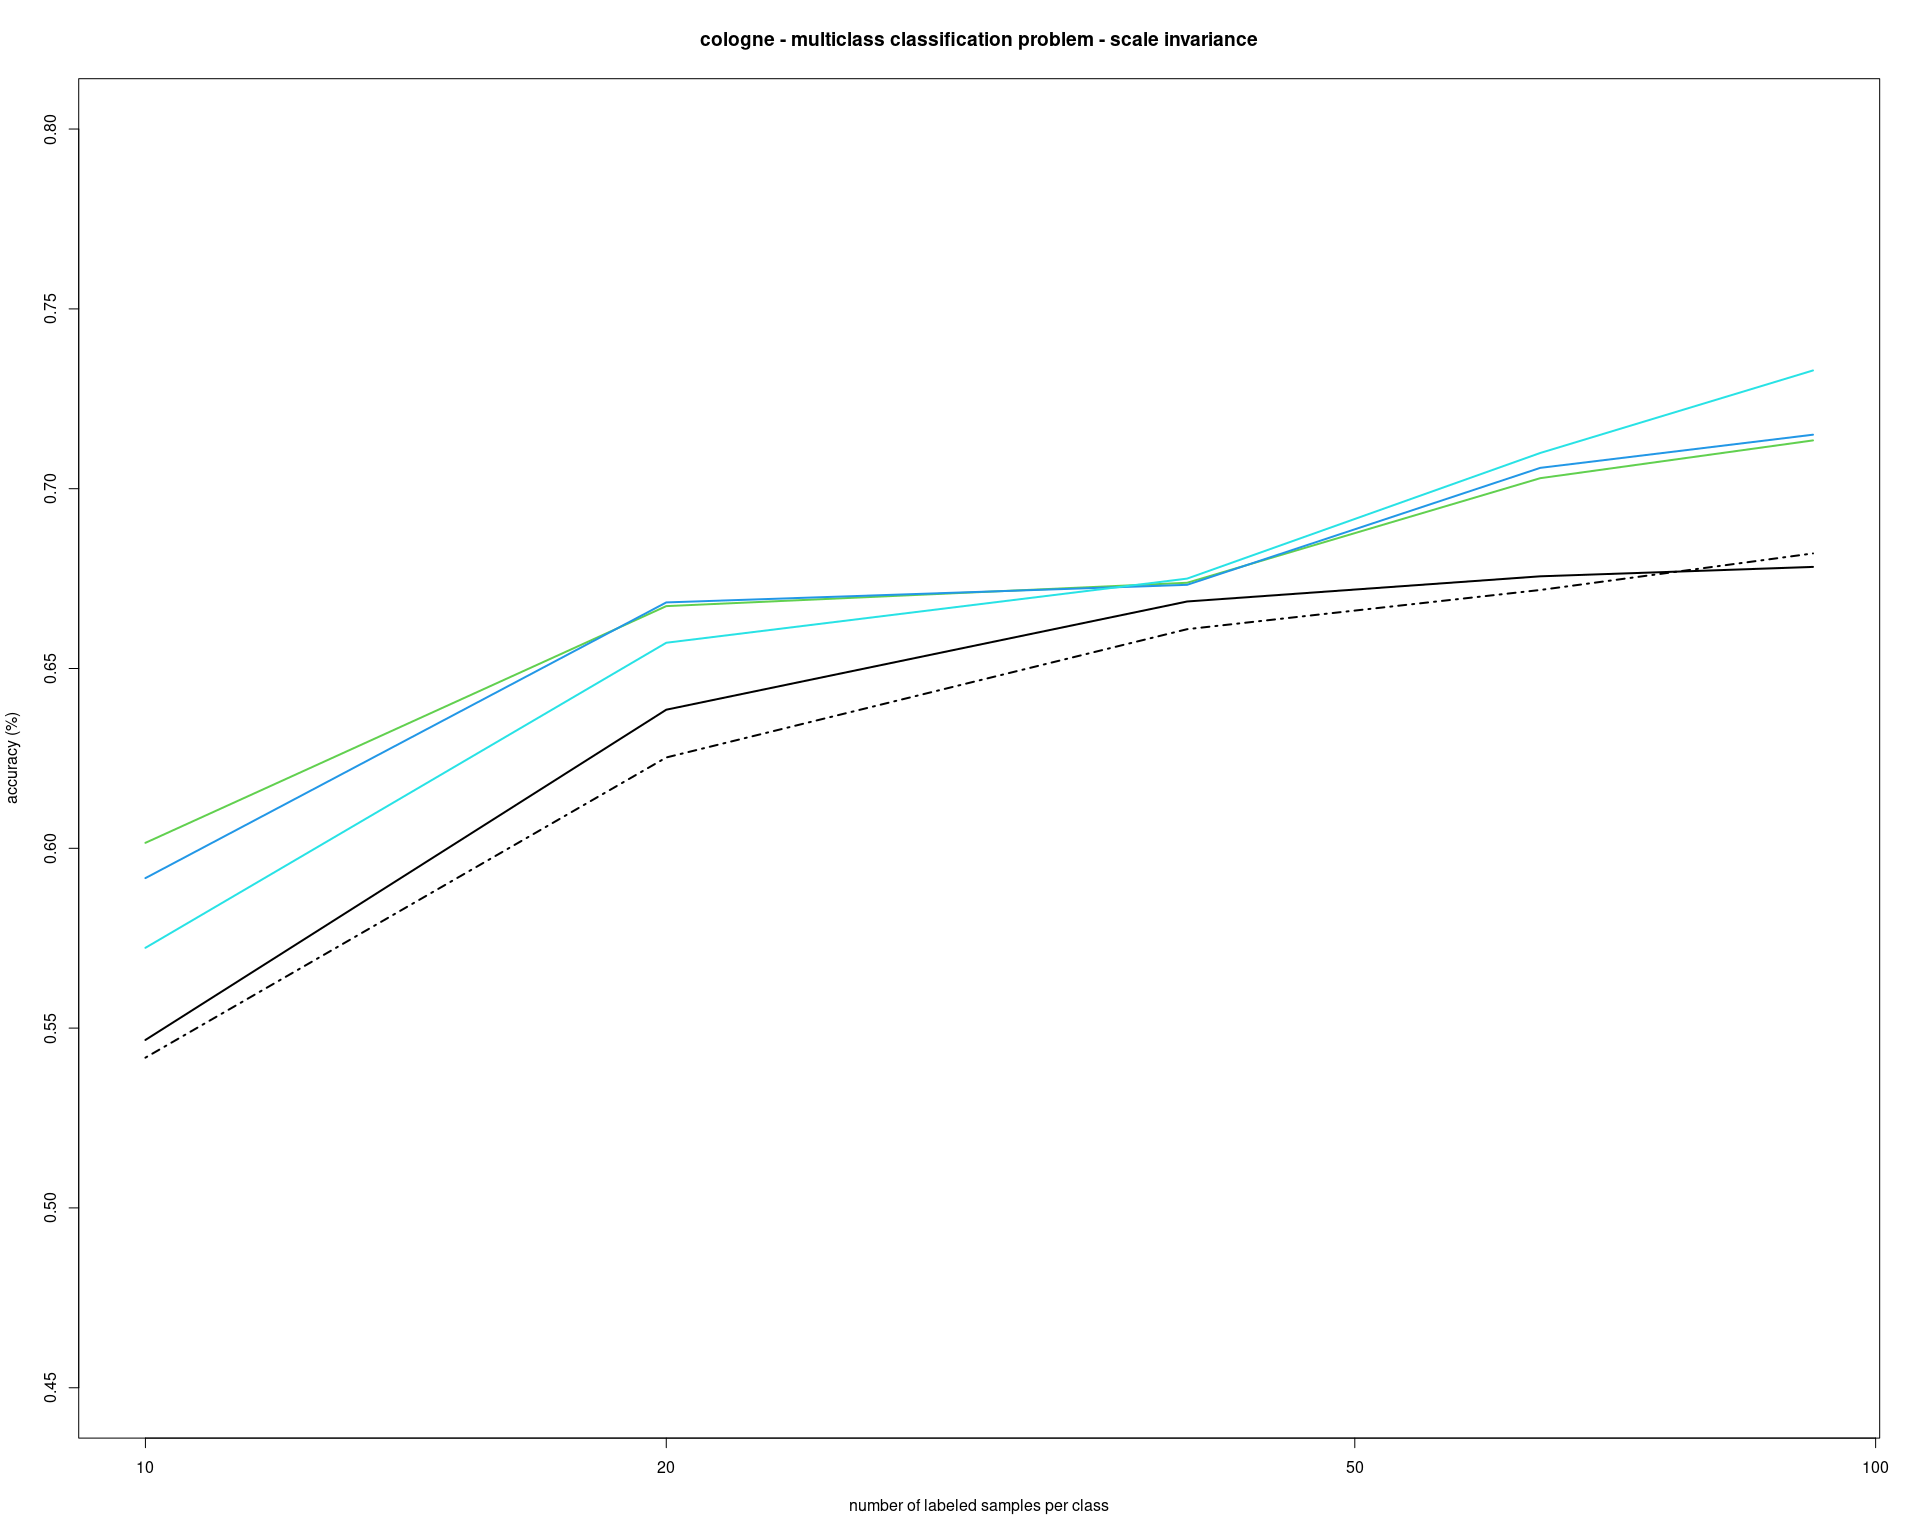 cologne - multiclass classification problem - scale invariance
0.80
0.75
0.70
0.65
0.60
0.55
0.50
0.45
accuracy (%)
10 20 50 100
number of labeled samples per class